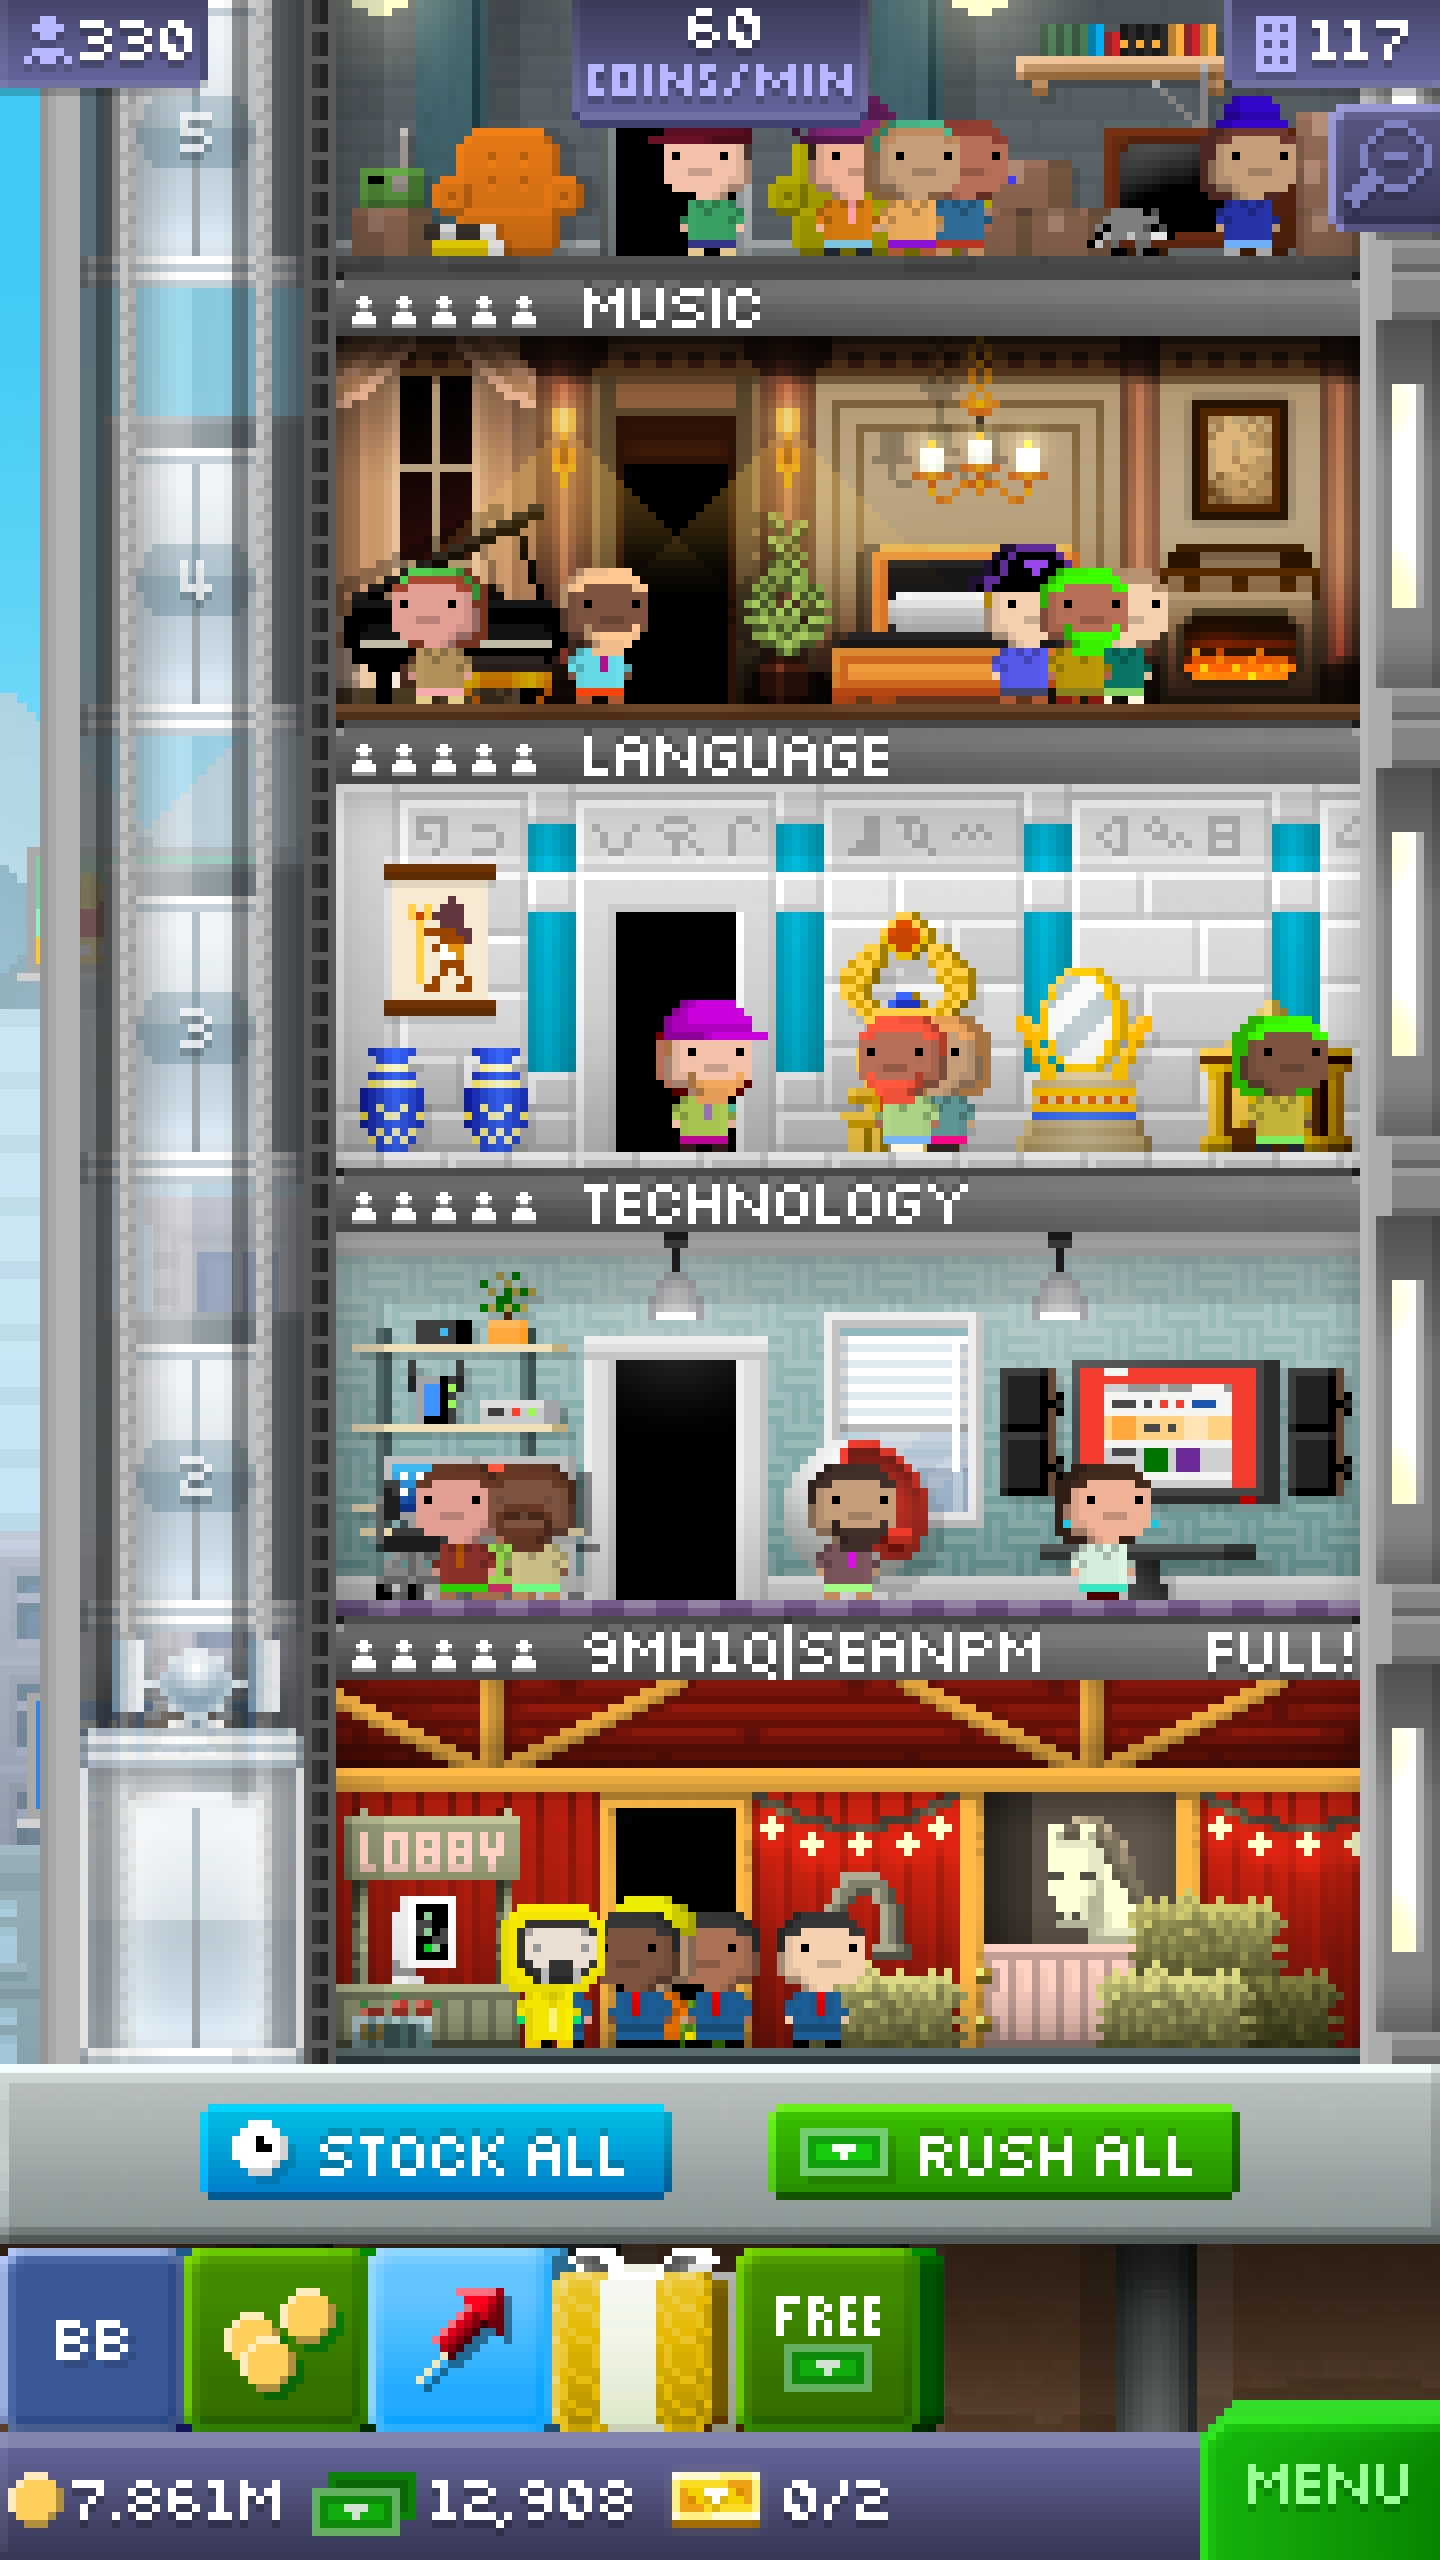 330
60
COINS/MIN
117
5
MUSIC
4
LANGUAGE
3
TECHNOLOGY
2
9MH1Q|SEANPM FULL!
LOBBY
STOCK ALL
RUSH ALL
BB
FREE
7.861M
12,908
0/2
MENU